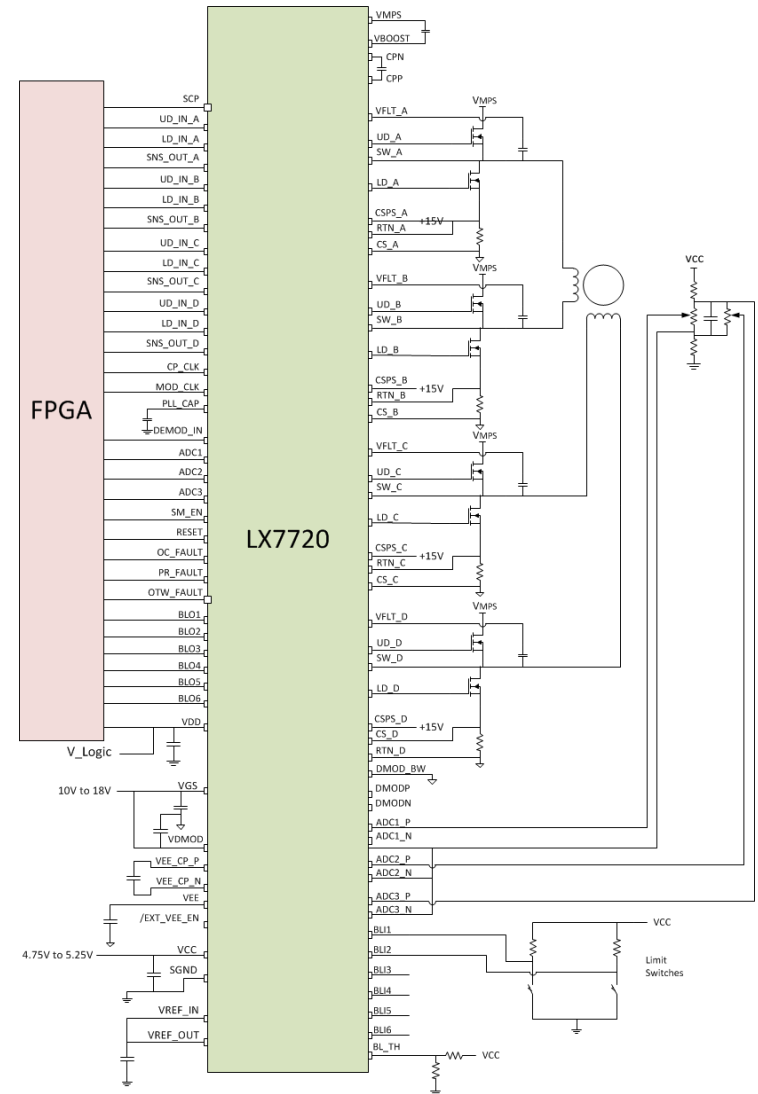 FPGA
LX7720
SCP
UD_IN_A
LD_IN_A
SNS_OUT_A
UD_IN_B
LD_IN_B
SNS_OUT_B
UD_IN_C
LD_IN_C
SNS_OUT_C
UD_IN_D
LD_IN_D
SNS_OUT_D
CP_CLK
MOD_CLK
PLL_CAP
DEMOD_IN
ADC1
ADC2
ADC3
SM_EN
RESET
OC_FAULT
PR_FAULT
OTW_FAULT
BLO1
BLO2
BLO3
BLO4
BLO5
BLO6
VDD
V_Logic
10V to 18V
VGS
VDMOD
VEE_CP_P
VEE_CP_N
VEE
/EXT_VEE_EN
4.75V to 5.25V
VCC
SGND
VREF_IN
VREF_OUT
VMPS
VBOOST
CPN
CPP
VMPS
VFLT_A
UD_A
SW_A
LD_A
CSPS_A
+15V
RTN_A
CS_A
VMPS
VFLT_B
UD_B
SW_B
LD_B
CSPS_B
+15V
RTN_B
CS_B
VMPS
VFLT_C
UD_C
SW_C
LD_C
CSPS_C
+15V
RTN_C
CS_C
VMPS
VFLT_D
UD_D
SW_D
LD_D
CSPS_D
+15V
CS_D
RTN_D
DMOD_BW
DMODP
DMODN
ADC1_P
ADC1_N
ADC2_P
ADC2_N
ADC3_P
ADC3_N
BLI1
BLI2
BLI3
BLI4
BLI5
BLI6
BL_TH
VCC
VCC
VCC
Limit
Switches